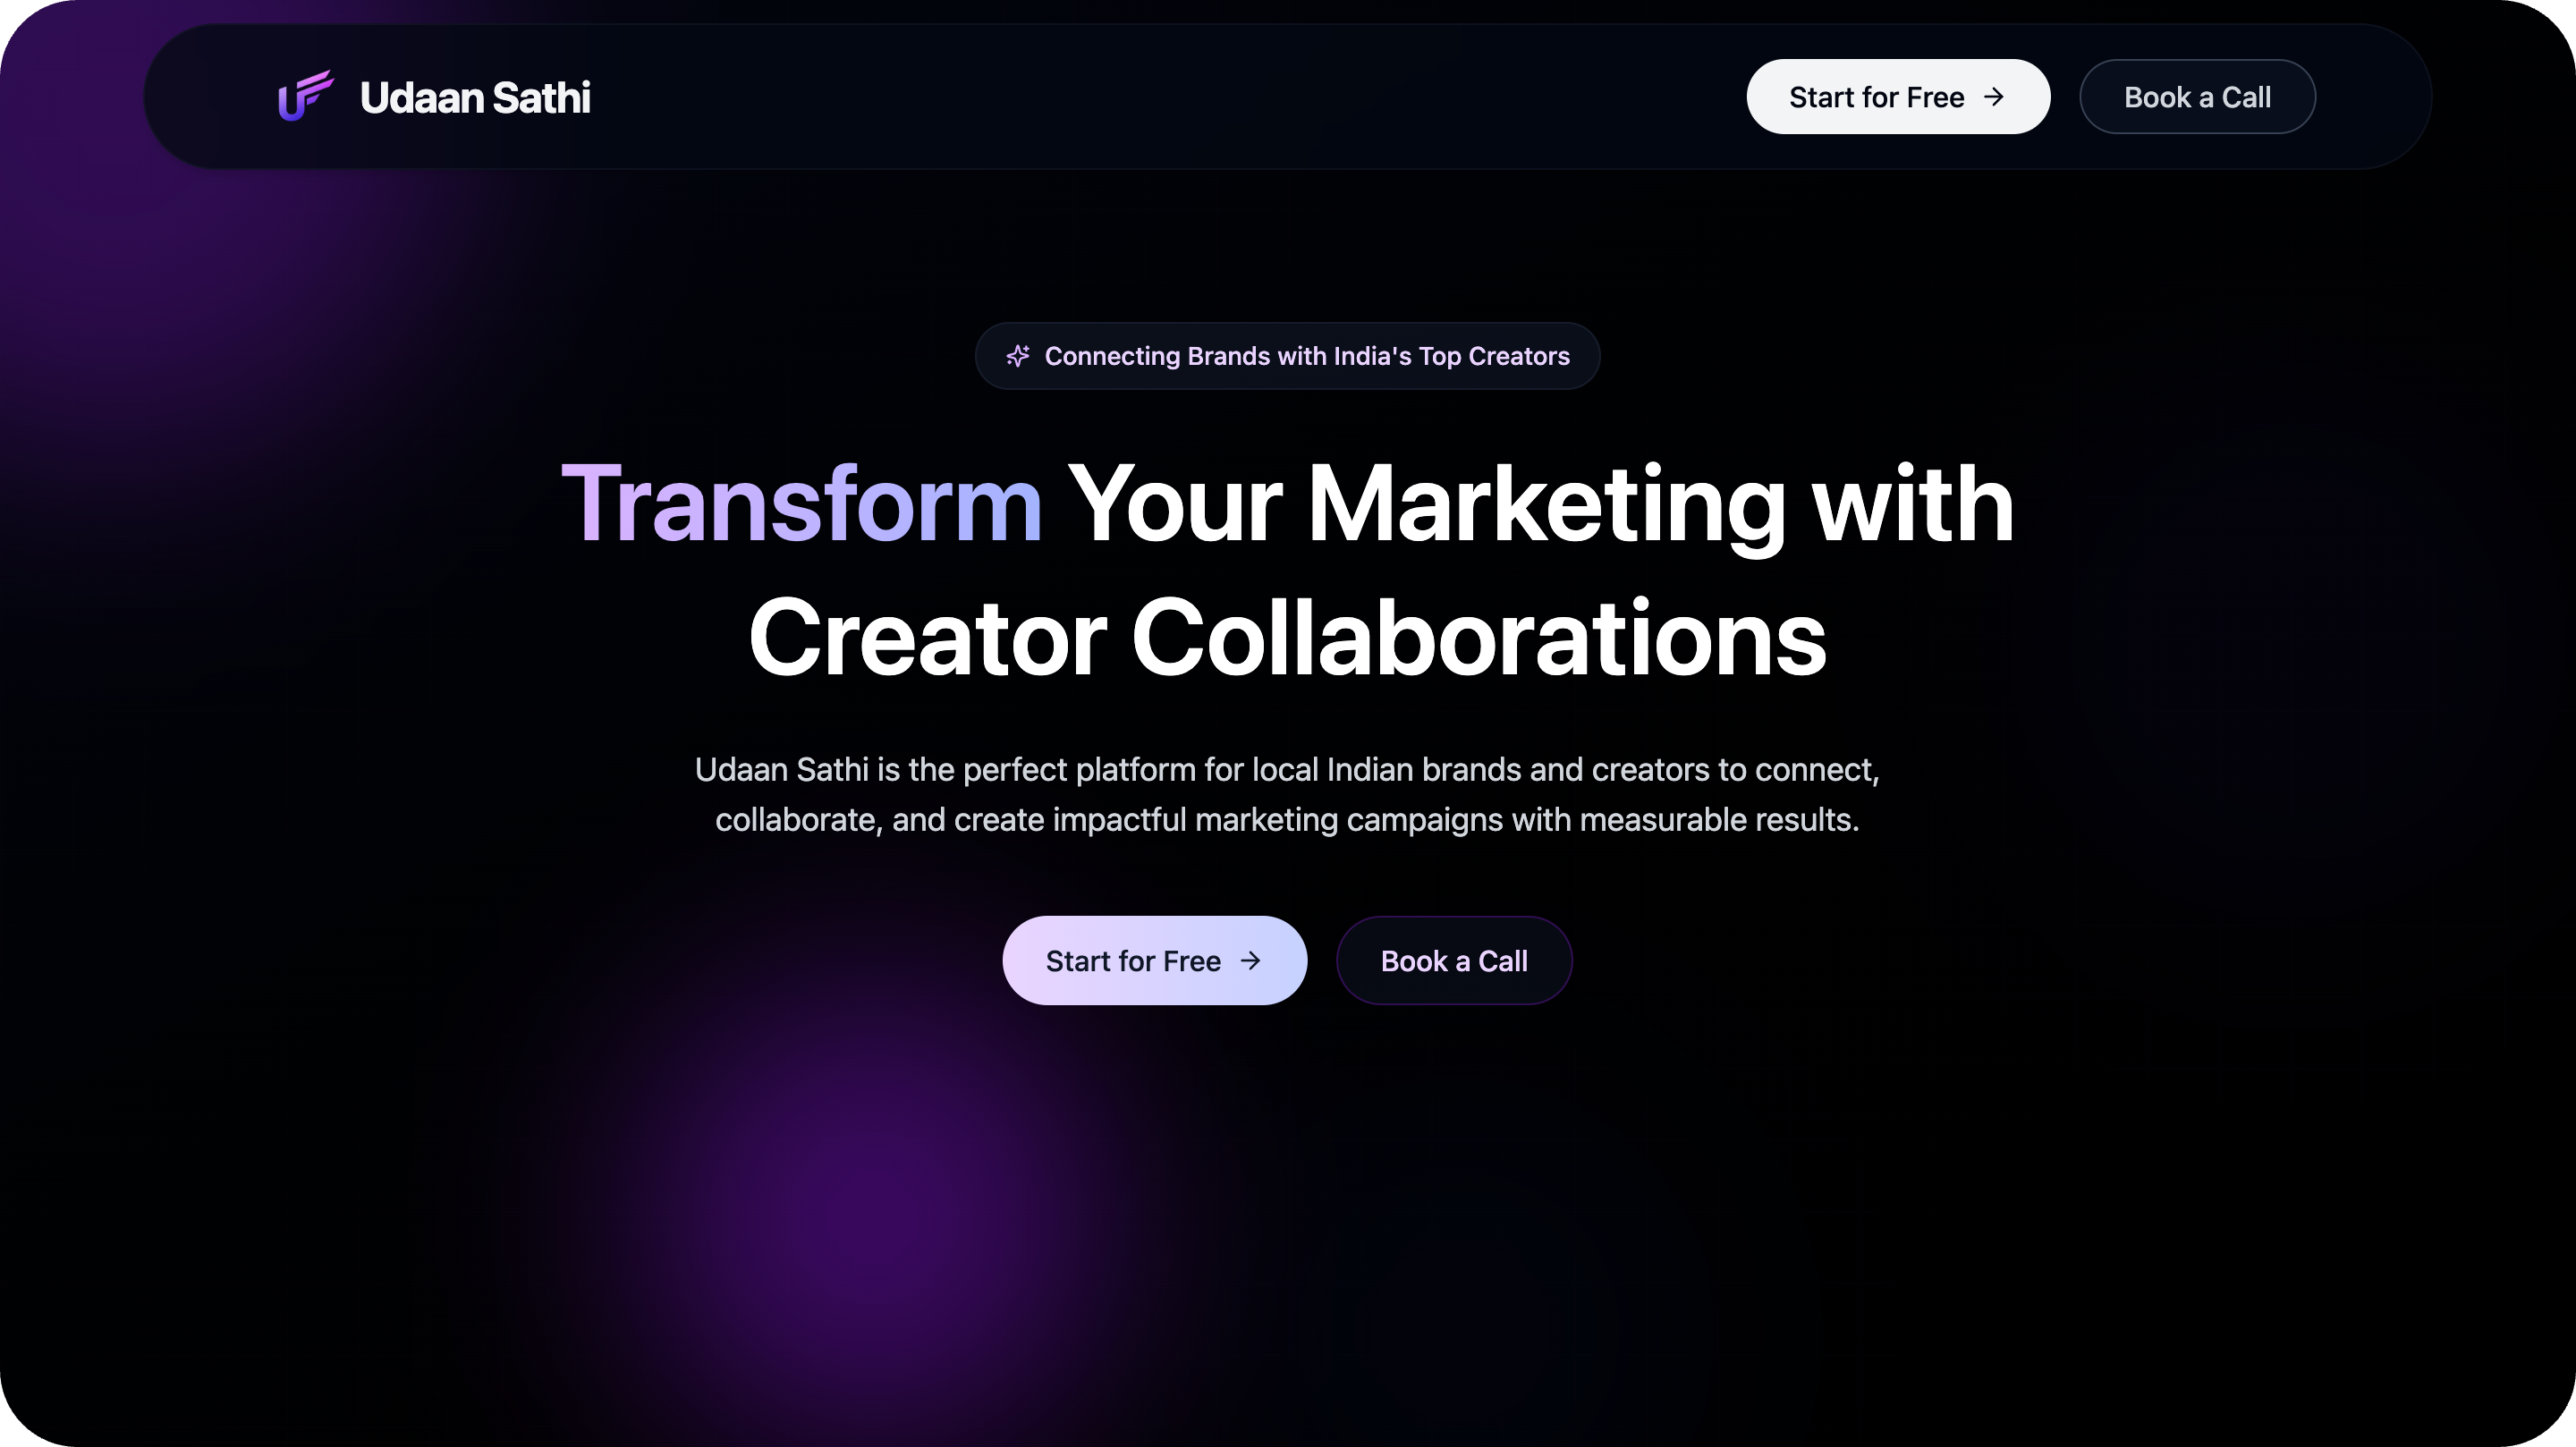 Udaan Sathi
Start for Free
Book a Call
Connecting Brands with India's Top Creators
Transform Your Marketing with
Creator Collaborations
Udaan Sathi is the perfect platform for local Indian brands and creators to connect,
collaborate, and create impactful marketing campaigns with measurable results.
Start for Free
Book a Call